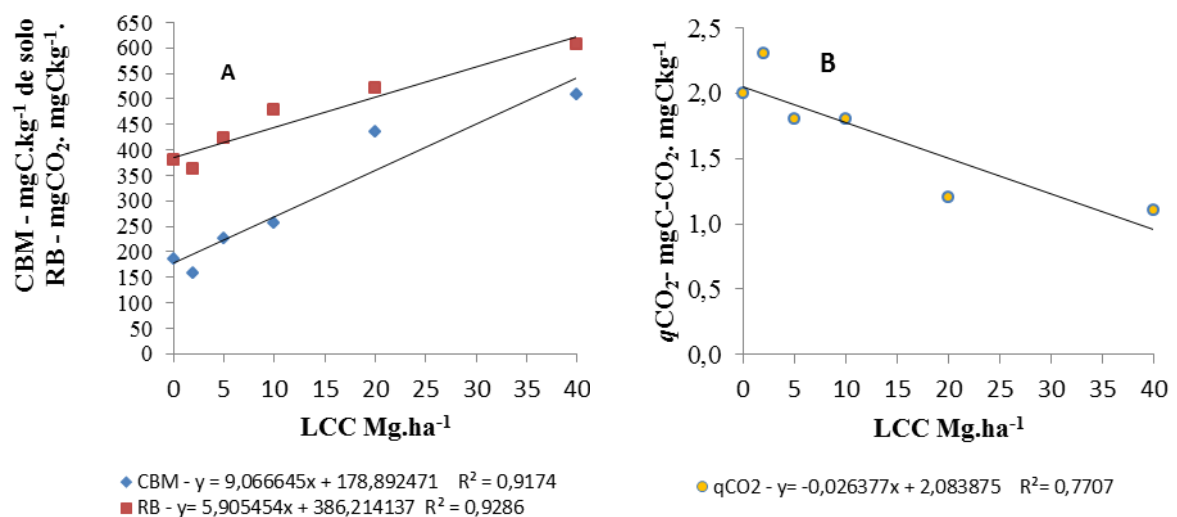 CBM - mgC.kg⁻¹ de solo
RB - mgCO₂. mgCkg⁻¹.
650
600
550
500
450
400
350
300
250
200
150
100
50
0
A
0 5 10 15 20 25 30 35 40
LCC Mg.ha⁻¹
CBM - y = 9,066645x + 178,892471 R² = 0,9174
RB - y= 5,905454x + 386,214137 R² = 0,9286
qCO₂- mgC-CO₂. mgCkg⁻¹
2,5
2,0
1,5
1,0
0,5
0,0
B
0 5 10 15 20 25 30 35 40
LCC Mg.ha⁻¹
qCO2 - y= -0,026377x + 2,083875 R²= 0,7707